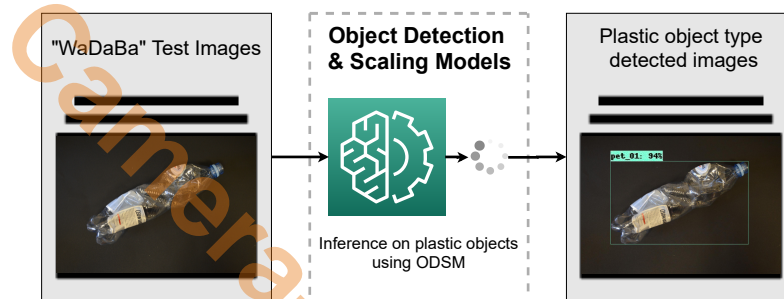 "WaDaBa" Test Images
Object Detection
& Scaling Models
Plastic object type
detected images
pet_01: 94%
Inference on plastic objects
using ODSM
Camera